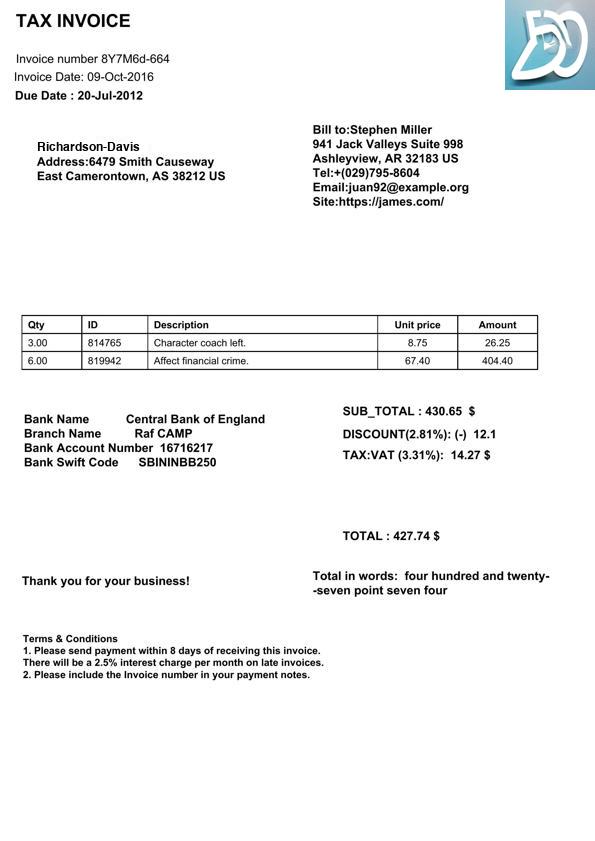 TAX INVOICE
Invoice number 8Y7M6d-664
Invoice Date: 09-Oct-2016
Due Date : 20-Jul-2012
Richardson-Davis
Address:6479 Smith Causeway
East Camerontown, AS 38212 US
Bill to:Stephen Miller
941 Jack Valleys Suite 998
Ashleyview, AR 32183 US
Tel:+(029)795-8604
Email:juan92@example.org
Site:https://james.com/
Qty ID Description Unit price Amount
3.00 814765 Character coach left. 8.75 26.25
6.00 819942 Affect financial crime. 67.40 404.40
Bank Name Central Bank of England
Branch Name Raf CAMP
Bank Account Number 16716217
Bank Swift Code SBININBB250
SUB_TOTAL : 430.65 $
DISCOUNT(2.81%): (-) 12.1
TAX:VAT (3.31%): 14.27 $
TOTAL : 427.74 $
Thank you for your business!
Total in words: four hundred and twenty-
-seven point seven four
Terms & Conditions
1. Please send payment within 8 days of receiving this invoice.
There will be a 2.5% interest charge per month on late invoices.
2. Please include the Invoice number in your payment notes.